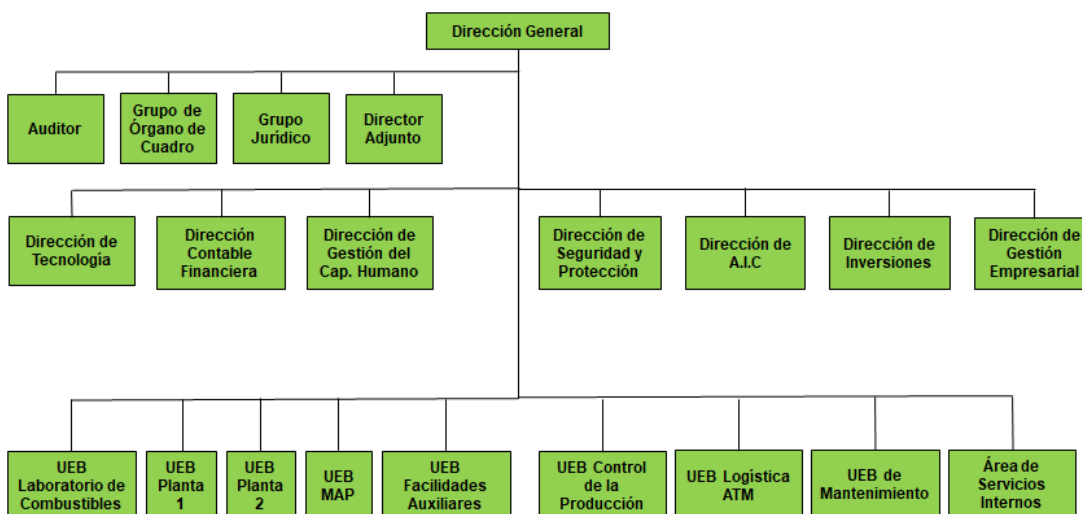 Dirección General
Auditor
Grupo de
Órgano de
Cuadro
Grupo
Jurídico
Director
Adjunto
Dirección de
Tecnología
Dirección
Contable
Financiera
Dirección de
Gestión del
Cap. Humano
Dirección de
Seguridad y
Protección
Dirección de
A.I.C
Dirección de
Inversiones
Dirección de
Gestión
Empresarial
UEB
Laboratorio de
Combustibles
UEB
Planta
1
UEB
Planta
2
UEB
MAP
UEB
Facilidades
Auxiliares
UEB Control
de la
Producción
UEB Logística
ATM
UEB de
Mantenimiento
Área de
Servicios
Internos